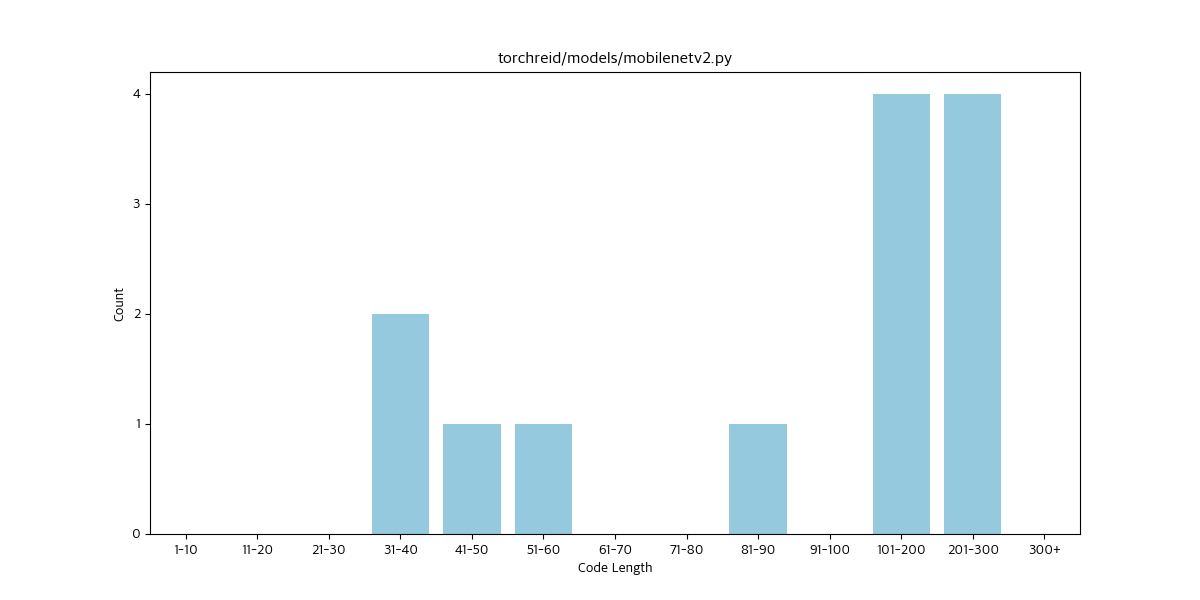 torchreid/models/mobilenetv2.py
4
3
2
1
0
Count
1-10 11-20 21-30 31-40 41-50 51-60 61-70 71-80 81-90 91-100 101-200 201-300 300+
Code Length